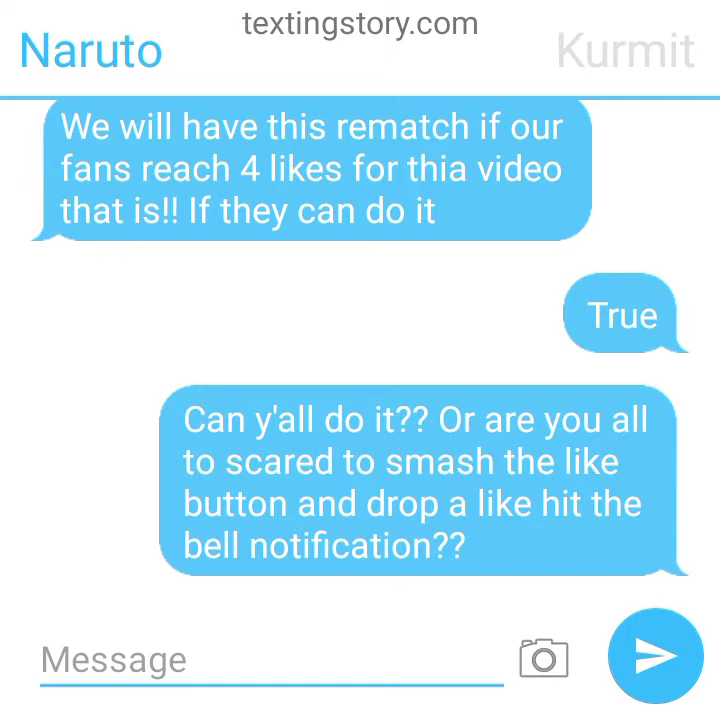 textingstory.com
Naruto
Kurmit
We will have this rematch if our
fans reach 4 likes for thia video
that is!! If they can do it
True
Can y'all do it?? Or are you all
to scared to smash the like
button and drop a like hit the
bell notification??
Message